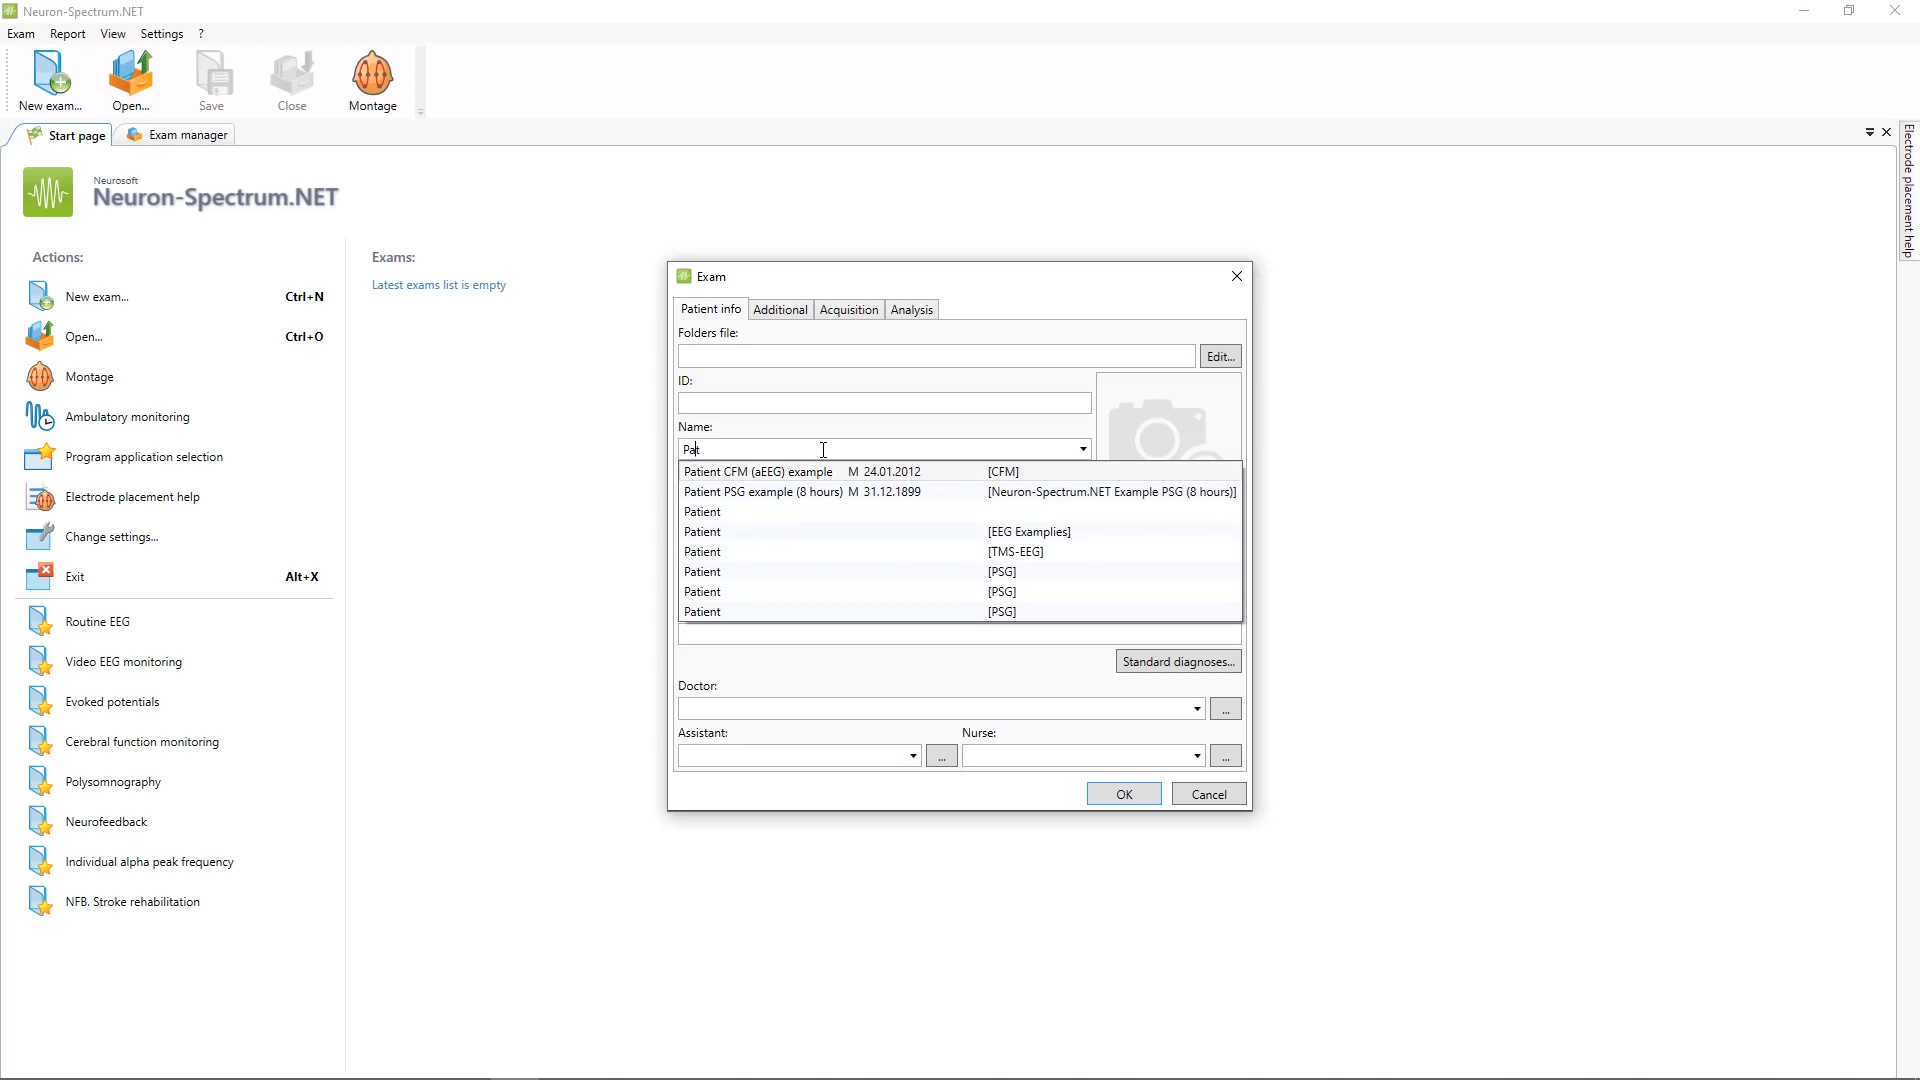 Neuron-Spectrum.NET
Exam Report View Settings ?
New exam... Open... Save Close Montage
Start page Exam manager
Electrode placement help
Neurosoft
Neuron-Spectrum.NET
Actions:
New exam... Ctrl+N
Open... Ctrl+O
Montage
Ambulatory monitoring
Program application selection
Electrode placement help
Change settings...
Exit Alt+X
Routine EEG
Video EEG monitoring
Evoked potentials
Cerebral function monitoring
Polysomnography
Neurofeedback
Individual alpha peak frequency
NFB. Stroke rehabilitation
Exams:
Latest exams list is empty
Exam
Patient info Additional Acquisition Analysis
Folders file:
Edit...
ID:
Name:
Pat
Patient CFM (aEEG) example M 24.01.2012 [CFM]
Patient PSG example (8 hours) M 31.12.1899 [Neuron-Spectrum.NET Example PSG (8 hours)]
Patient
Patient [EEG Examplies]
Patient [TMS-EEG]
Patient [PSG]
Patient [PSG]
Patient [PSG]
Standard diagnoses...
Doctor:
...
Assistant: Nurse:
... ...
OK Cancel